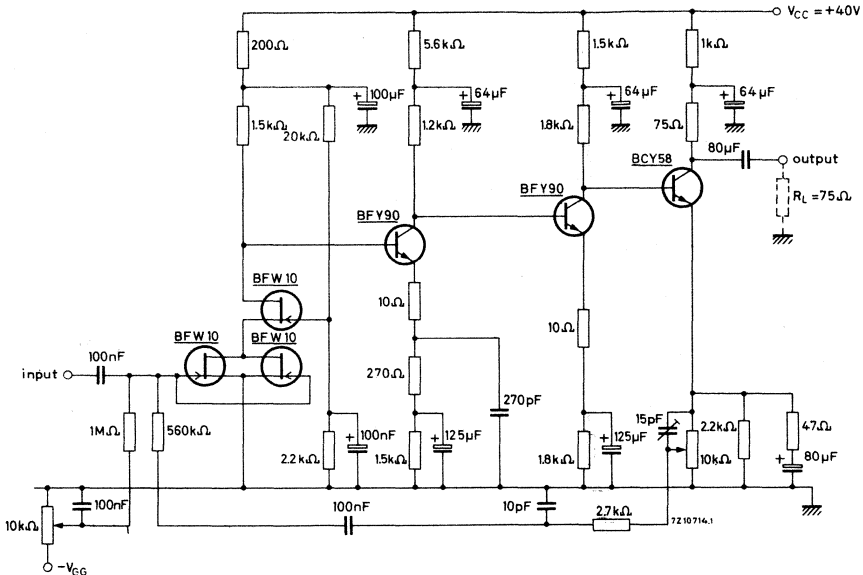 V_CC = +40V
200Ω
5.6kΩ
1.5kΩ
1kΩ
+
100µF
+
64µF
+
64µF
+
64µF
1.5kΩ
20kΩ
1.2kΩ
1.8kΩ
75Ω
80µF
output
BCY58
R_L = 75Ω
BFY90
BFY90
BFW10
10Ω
10Ω
BFW10
BFW10
100nF
input
270Ω
270pF
15pF
2.2kΩ
47Ω
1MΩ
560kΩ
+
100nF
+
125µF
+
125µF
+
80µF
2.2kΩ
1.5kΩ
1.8kΩ
10kΩ
100nF
100nF
10pF
2.7kΩ
10kΩ
7Z10714.1
-V_GG